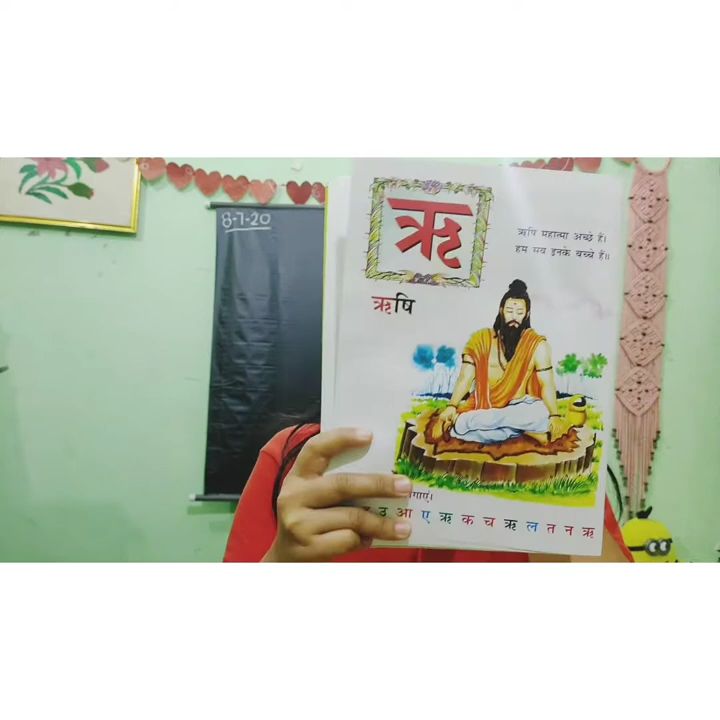 8-7-20
ऋ
ऋषि महात्मा अच्छे हैं।
हम सब इनके बच्चे हैं॥
ऋषि
उ आ ए ऋ क च ऋ ल त न ऋ